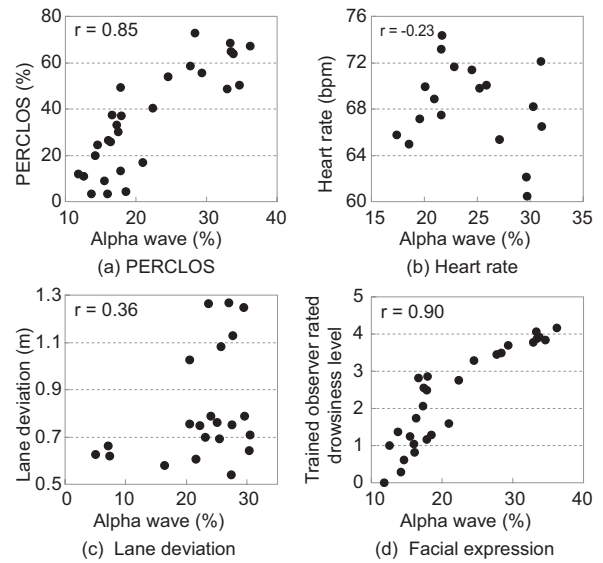 r = 0.85
80
60
40
20
0
PERCLOS (%)
10 20 30 40
Alpha wave (%)
(a) PERCLOS
r = -0.23
76
72
68
64
60
Heart rate (bpm)
15 20 25 30 35
Alpha wave (%)
(b) Heart rate
r = 0.36
1.3
1.1
0.9
0.7
0.5
Lane deviation (m)
0 10 20 30
Alpha wave (%)
(c) Lane deviation
r = 0.90
5
4
3
2
1
0
Trained observer rated
drowsiness level
10 20 30 40
Alpha wave (%)
(d) Facial expression